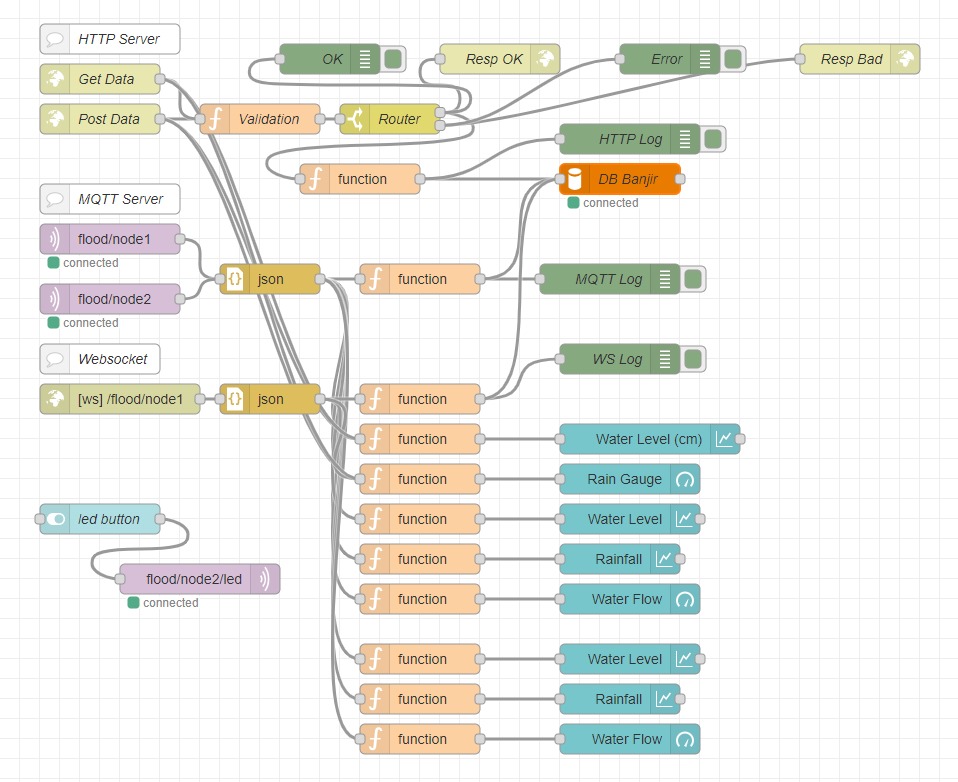 HTTP Server
OK
Resp OK
Error
Resp Bad
Get Data
Post Data
Validation
Router
HTTP Log
function
DB Banjir
connected
MQTT Server
flood/node1
connected
json
function
MQTT Log
flood/node2
connected
Websocket
WS Log
[ws] /flood/node1
json
function
function
Water Level (cm)
function
Rain Gauge
led button
function
Water Level
function
Rainfall
flood/node2/led
connected
function
Water Flow
function
Water Level
function
Rainfall
function
Water Flow